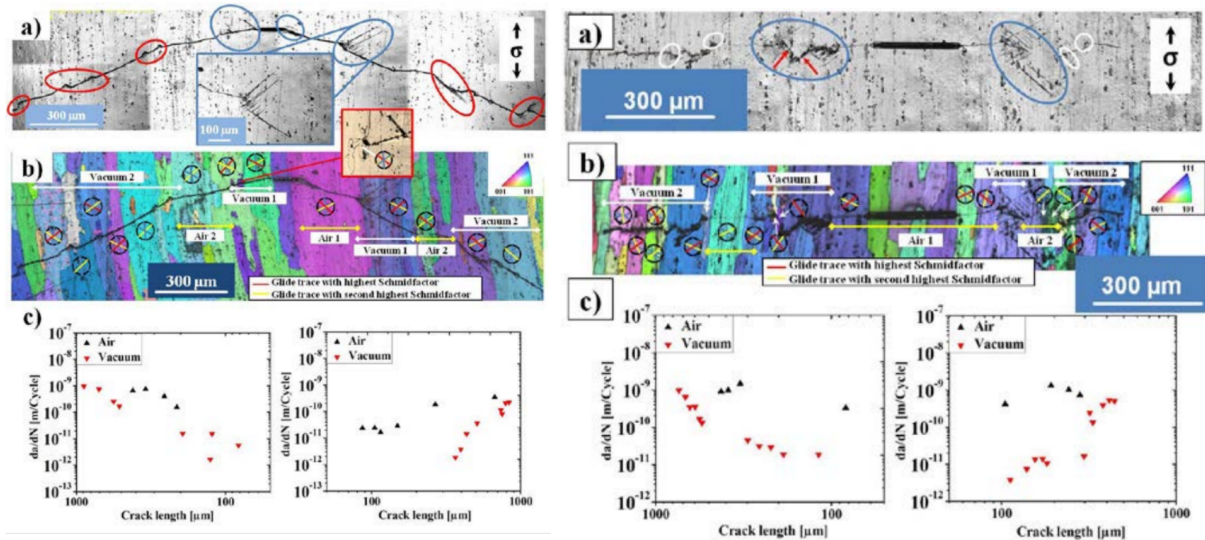 a)
σ
300 µm
100 µm
b)
111
001
101
Vacuum 2
Vacuum 1
Air 2
Air 1
Vacuum 1
Air 2
Vacuum 2
300 µm
Glide trace with highest Schmidfactor
Glide trace with second highest Schmidfactor
c)
Air
Vacuum
da/dN [m/Cycle]
10-7
10-8
10-9
10-10
10-11
10-12
10-13
1000
100
Crack length [µm]
Air
Vacuum
da/dN [m/Cycle]
10-7
10-8
10-9
10-10
10-11
10-12
10-13
100
1000
Crack length [µm]
a)
σ
300 µm
b)
111
001
101
Vacuum 2
Vacuum 1
Air 1
Vacuum 1
Air 2
Vacuum 2
Glide trace with highest Schmidfactor
Glide trace with second highest Schmidfactor
300 µm
c)
Air
Vacuum
da/dN [m/Cycle]
10-7
10-8
10-9
10-10
10-11
10-12
1000
100
Crack length [µm]
Air
Vacuum
da/dN [m/Cycle]
10-7
10-8
10-9
10-10
10-11
10-12
100
1000
Crack length [µm]